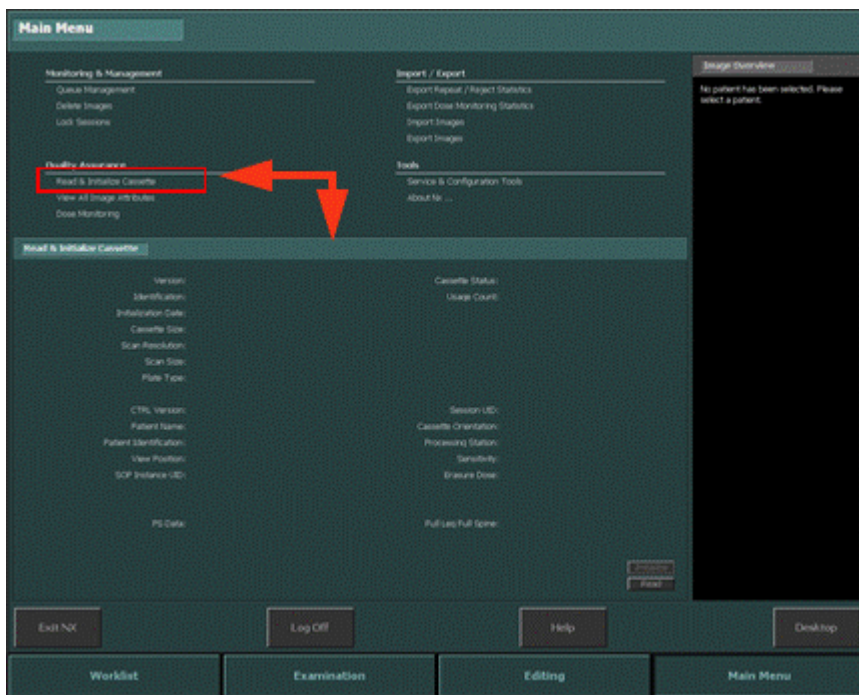 Main Menu
Monitoring & Management
Queue Management
Delete Images
Lock Sessions
Import / Export
Export Repeat / Reject Statistics
Export Dose Monitoring Statistics
Import Images
Export Images
Quality Assurance
Read & Initialize Cassette
View All Image Attributes
Dose Monitoring
Tools
Service & Configuration Tools
About Nx ...
Image Overview
No patient has been selected. Please
select a patient.
Read & Initialize Cassette
Version:
Identification:
Initialization Date:
Cassette Size:
Scan Resolution:
Scan Size:
Plate Type:
Cassette Status:
Usage Count:
CTRL Version:
Patient Name:
Patient Identification:
View Position:
SOP Instance UID:
Session UID:
Cassette Orientation:
Processing Station:
Sensitivity:
Erasure Dose:
PS Data:
Full Leg Full Spine:
Initialize
Read
Exit NX
Log Off
Help
Desktop
Worklist
Examination
Editing
Main Menu